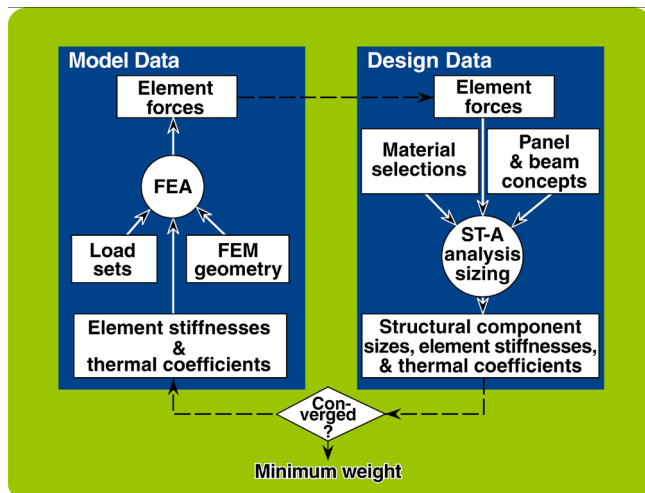 Model Data
Element
forces
FEA
Load
sets
FEM
geometry
Element stiffnesses
&
thermal coefficients
Design Data
Element
forces
Material
selections
Panel
& beam
concepts
ST-A
analysis
sizing
Structural component
sizes, element stiffnesses,
& thermal coefficients
Con-
verged
?
Minimum weight